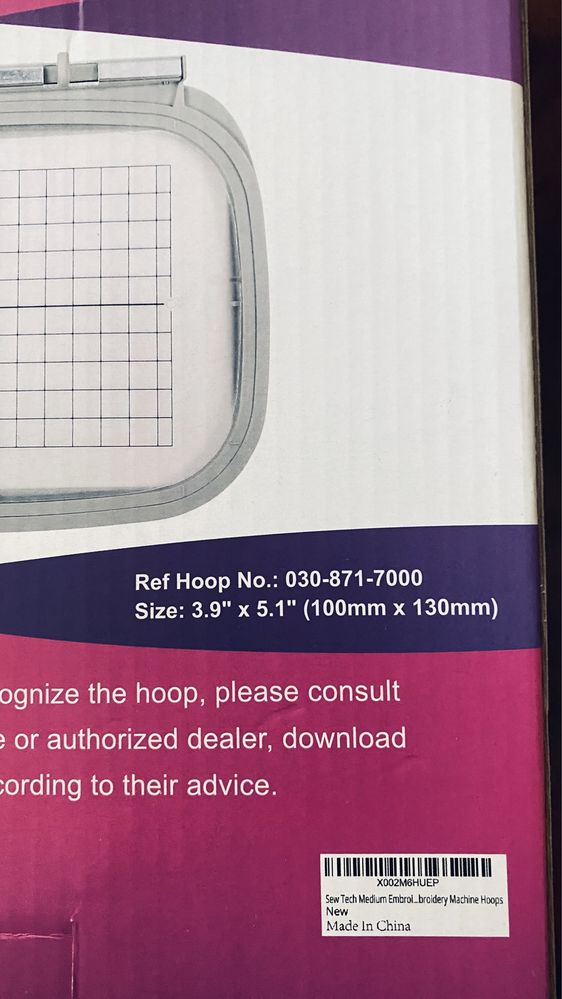 Ref Hoop No.: 030-871-7000
Size: 3.9" x 5.1" (100mm x 130mm)
ognize the hoop, please consult
e or authorized dealer, download
cording to their advice.
X002M6HUEP
Sew Tech Medium Embroi...broidery Machine Hoops
New
Made In China